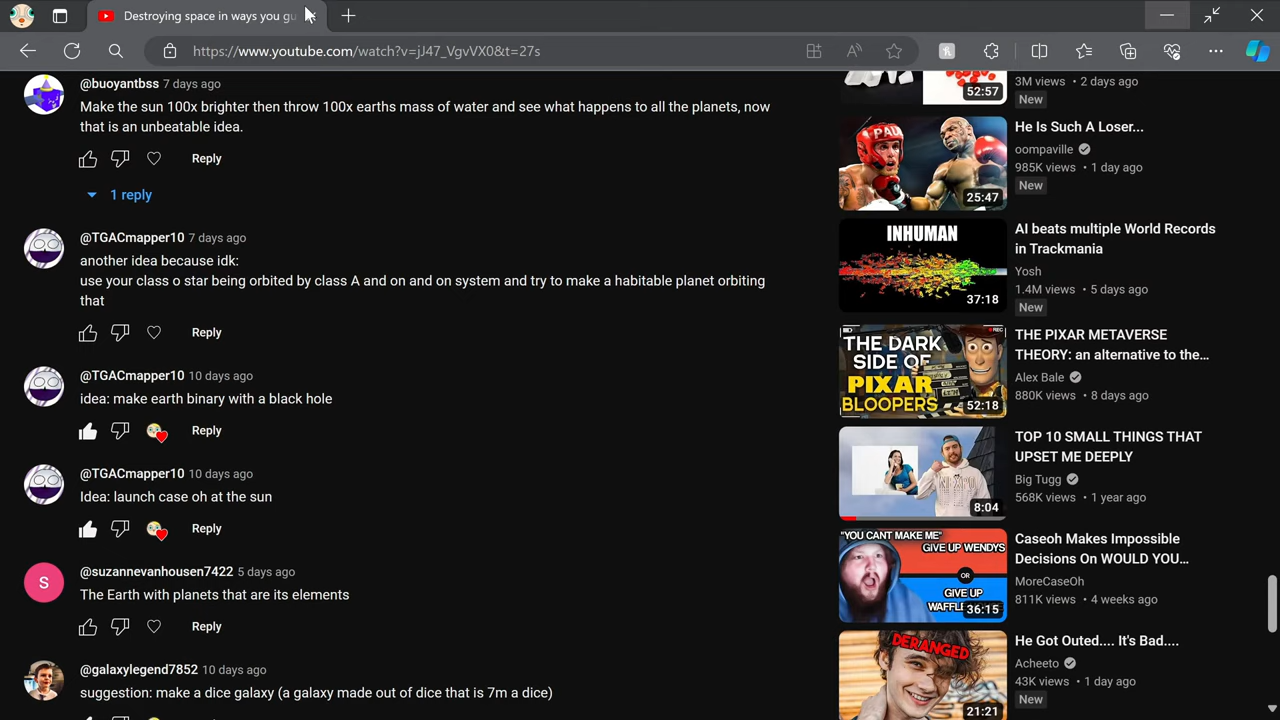 Destroying space in ways you gu
https://www.youtube.com/watch?v=jJ47_VgvVX0&t=27s
@buoyantbss 7 days ago
Make the sun 100x brighter then throw 100x earths mass of water and see what happens to all the planets, now
that is an unbeatable idea.
Reply
1 reply
@TGACmapper10 7 days ago
another idea because idk:
use your class o star being orbited by class A and on and on system and try to make a habitable planet orbiting
that
Reply
@TGACmapper10 10 days ago
idea: make earth binary with a black hole
Reply
@TGACmapper10 10 days ago
Idea: launch case oh at the sun
Reply
S
@suzannevanhousen7422 5 days ago
The Earth with planets that are its elements
Reply
@galaxylegend7852 10 days ago
suggestion: make a dice galaxy (a galaxy made out of dice that is 7m a dice)
52:57
3M views • 2 days ago
New
PAUL
25:47
He Is Such A Loser...
oompaville
985K views • 1 day ago
New
INHUMAN
37:18
AI beats multiple World Records
in Trackmania
Yosh
1.4M views • 5 days ago
New
THE DARK
SIDE OF
PIXAR
BLOOPERS
REC
52:18
THE PIXAR METAVERSE
THEORY: an alternative to the...
Alex Bale
880K views • 8 days ago
8:04
TOP 10 SMALL THINGS THAT
UPSET ME DEEPLY
Big Tugg
568K views • 1 year ago
"YOU CANT MAKE ME"
GIVE UP WENDYS
OR
GIVE UP
WAFFLE
36:15
Caseoh Makes Impossible
Decisions On WOULD YOU...
MoreCaseOh
811K views • 4 weeks ago
DERANGED
21:21
He Got Outed.... It's Bad....
Acheeto
43K views • 1 day ago
New